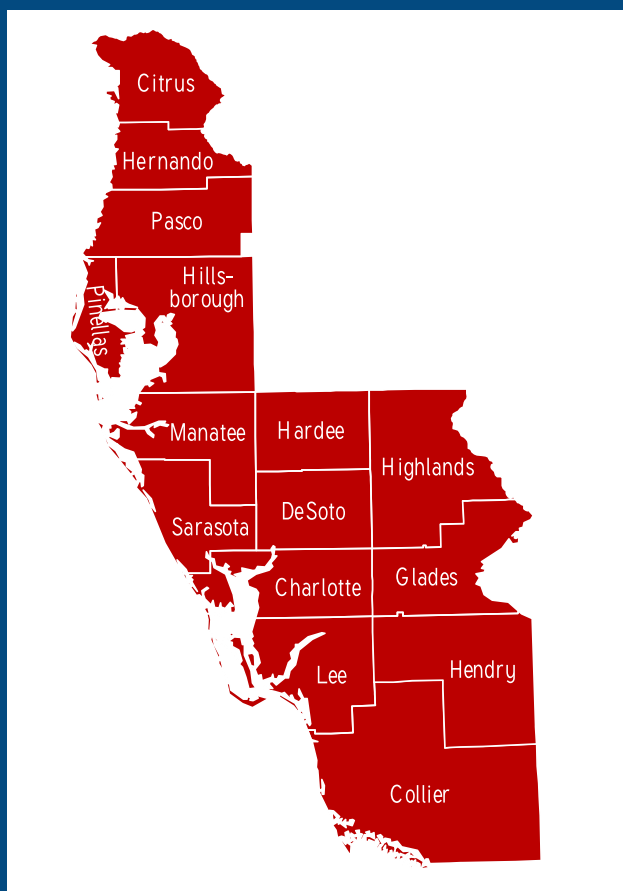 Citrus
Hernando
Pasco
Hills-
borough
Pinellas
Manatee
Hardee
Highlands
Sarasota
DeSoto
Charlotte
Glades
Lee
Hendry
Collier